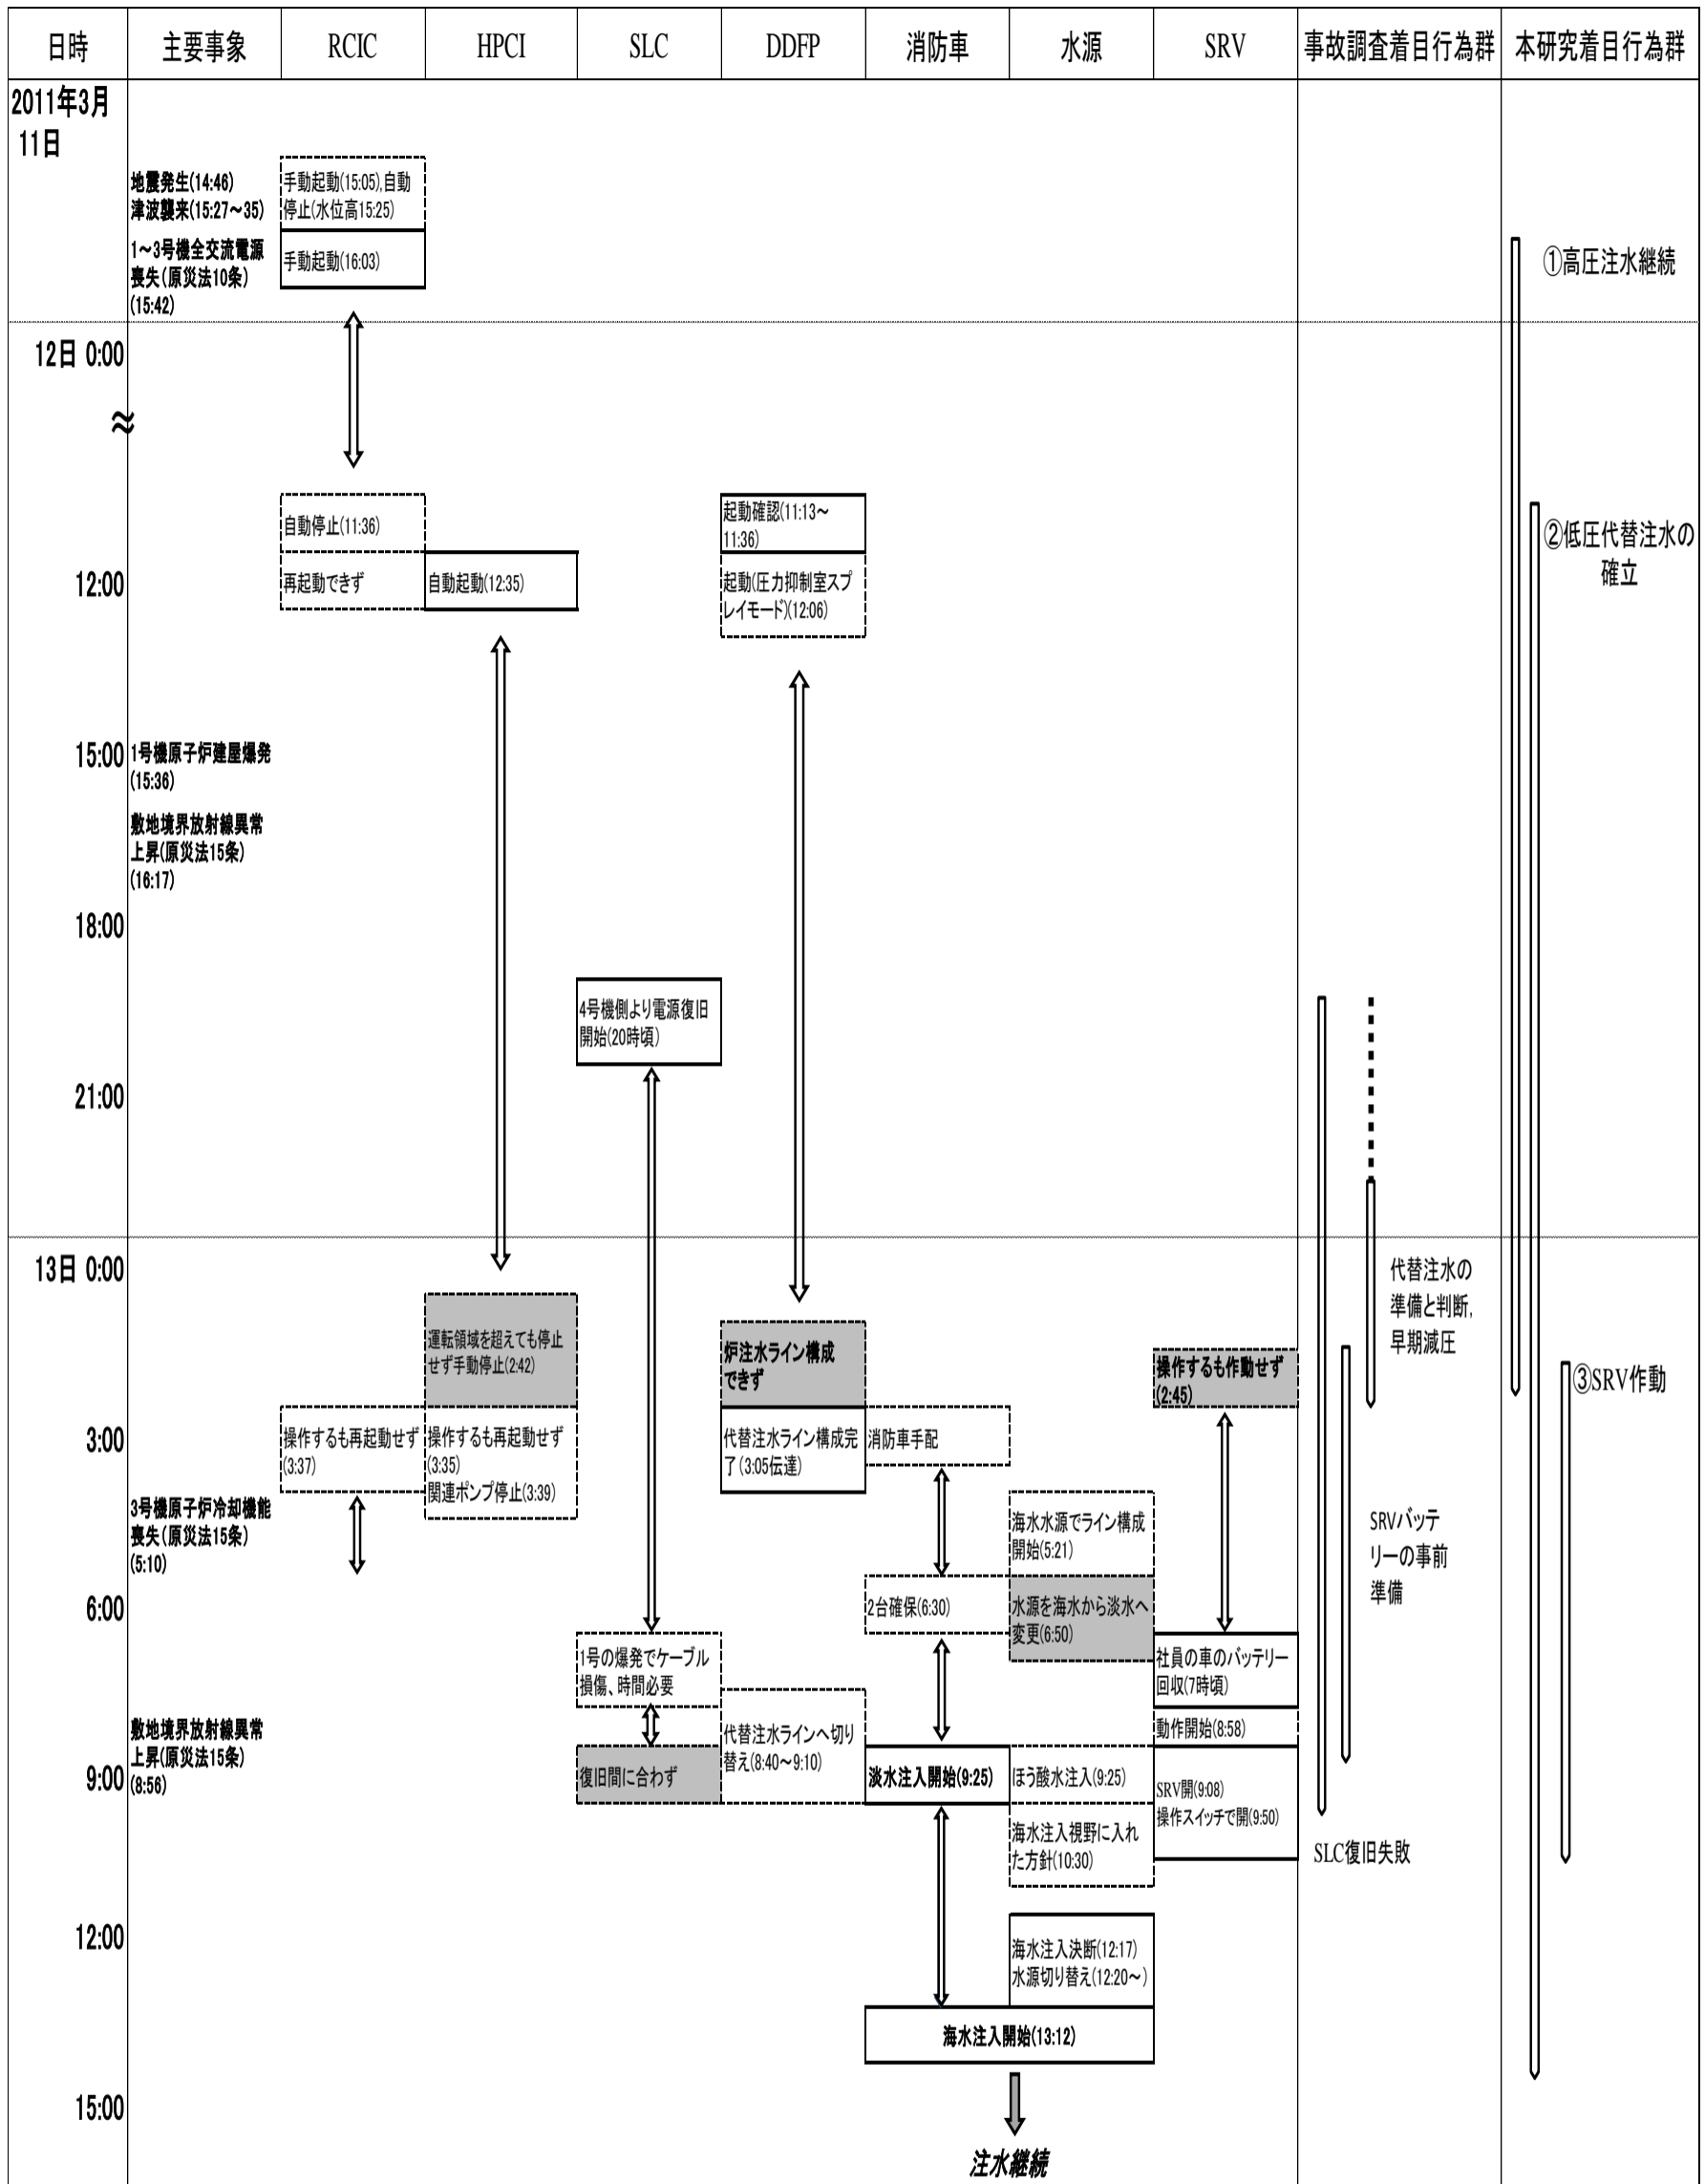 日時
主要事象
RCIC
HPCI
SLC
DDFP
消防車
水源
SRV
事故調査着目行為群
本研究着目行為群
2011年3月
11日
地震発生(14:46)
津波襲来(15:27～35)
手動起動(15:05),自動
停止(水位高15:25)
1～3号機全交流電源
喪失(原災法10条)
(15:42)
手動起動(16:03)
①高圧注水継続
12日 0:00
≈
自動停止(11:36)
起動確認(11:13～
11:36)
②低圧代替注水の
確立
12:00
再起動できず
自動起動(12:35)
起動(圧力抑制室スプ
レイモード)(12:06)
15:00
1号機原子炉建屋爆発
(15:36)
敷地境界放射線異常
上昇(原災法15条)
(16:17)
18:00
4号機側より電源復旧
開始(20時頃)
21:00
13日 0:00
代替注水の
準備と判断,
早期減圧
運転領域を超えても停止
せず手動停止(2:42)
炉注水ライン構成
できず
操作するも作動せず
(2:45)
③SRV作動
3:00
操作するも再起動せず
(3:37)
操作するも再起動せず
(3:35)
関連ポンプ停止(3:39)
代替注水ライン構成完
了(3:05伝達)
消防車手配
3号機原子炉冷却機能
喪失(原災法15条)
(5:10)
海水水源でライン構成
開始(5:21)
SRVバッテ
リーの事前
準備
6:00
2台確保(6:30)
水源を海水から淡水へ
変更(6:50)
1号の爆発でケーブル
損傷、時間必要
社員の車のバッテリー
回収(7時頃)
敷地境界放射線異常
上昇(原災法15条)
(8:56)
代替注水ラインへ切り
替え(8:40～9:10)
動作開始(8:58)
9:00
復旧間に合わず
淡水注入開始(9:25)
ほう酸水注入(9:25)
SRV開(9:08)
操作スイッチで開(9:50)
海水注入視野に入れ
た方針(10:30)
SLC復旧失敗
12:00
海水注入決断(12:17)
水源切り替え(12:20～)
海水注入開始(13:12)
15:00
注水継続